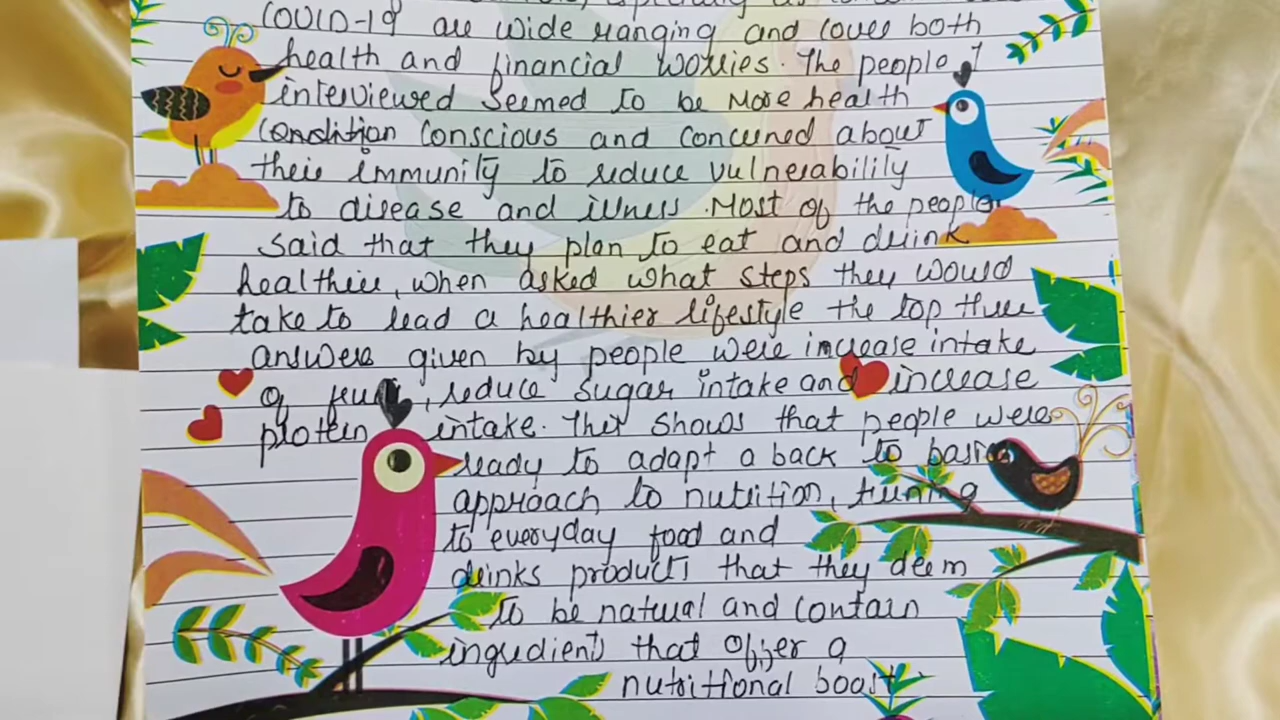 especially as
COVID-19 are wide ranging and cover both
health and financial worries. The people I
interviewed seemed to be more health
condition conscious and concerned about
their immunity to reduce vulnerability
to disease and illness. Most of the people
said that they plan to eat and drink
healthier, when asked what steps they would
take to lead a healthier lifestyle the top three
answers given by people were increase intake
of , reduce sugar intake and increase
protein intake. This shows that people were
ready to adapt a back to basics
approach to nutrition, turning
to everyday food and
drinks products that they deem
to be natural and contain
ingredients that offer a
nutritional boost